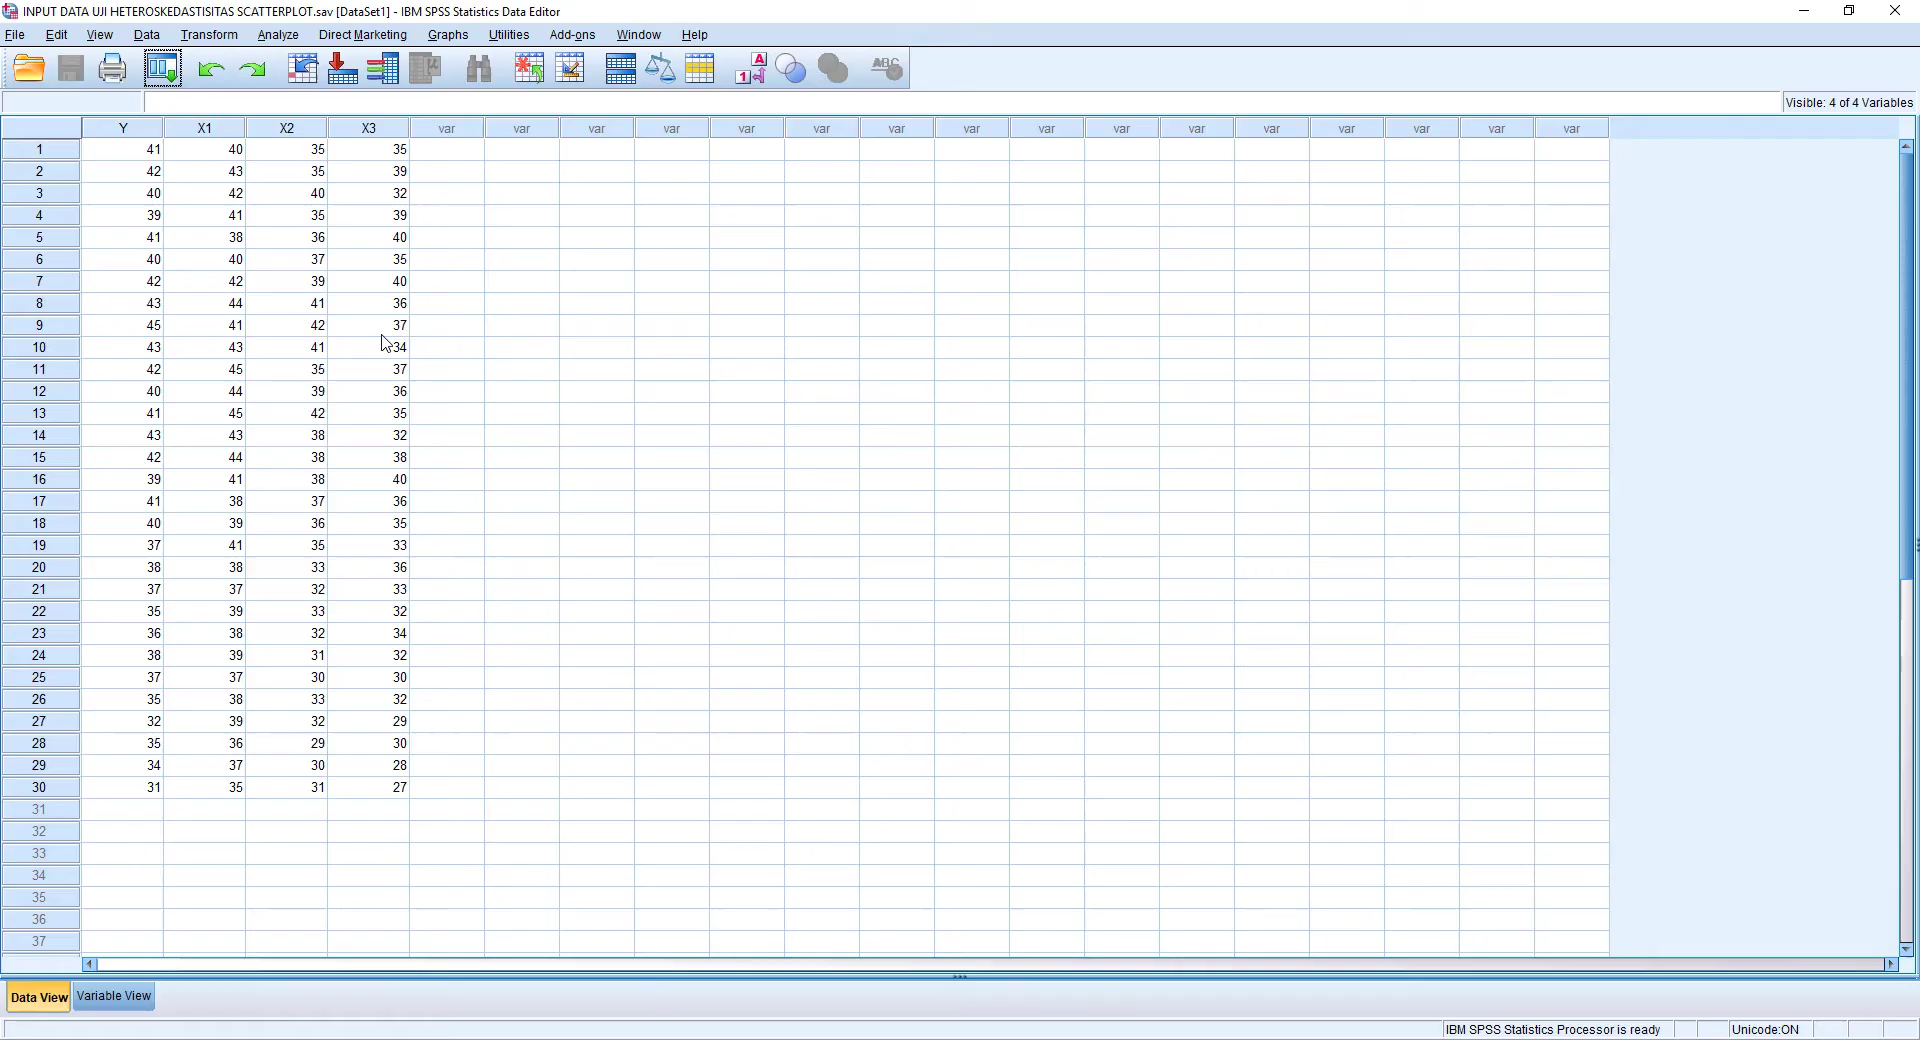 INPUT DATA UJI HETEROSKEDASTISITAS SCATTERPLOT.sav [DataSet1] - IBM SPSS Statistics Data Editor
File Edit View Data Transform Analyze Direct Marketing Graphs Utilities Add-ons Window Help
1 A ABC
Visible: 4 of 4 Variables
Y X1 X2 X3 var var var var var var var var var var var var var var var var
1 41 40 35 35
2 42 43 35 39
3 40 42 40 32
4 39 41 35 39
5 41 38 36 40
6 40 40 37 35
7 42 42 39 40
8 43 44 41 36
9 45 41 42 37
10 43 43 41 34
11 42 45 35 37
12 40 44 39 36
13 41 45 42 35
14 43 43 38 32
15 42 44 38 38
16 39 41 38 40
17 41 38 37 36
18 40 39 36 35
19 37 41 35 33
20 38 38 33 36
21 37 37 32 33
22 35 39 33 32
23 36 38 32 34
24 38 39 31 32
25 37 37 30 30
26 35 38 33 32
27 32 39 32 29
28 35 36 29 30
29 34 37 30 28
30 31 35 31 27
31
32
33
34
35
36
37
Data View Variable View
IBM SPSS Statistics Processor is ready Unicode:ON